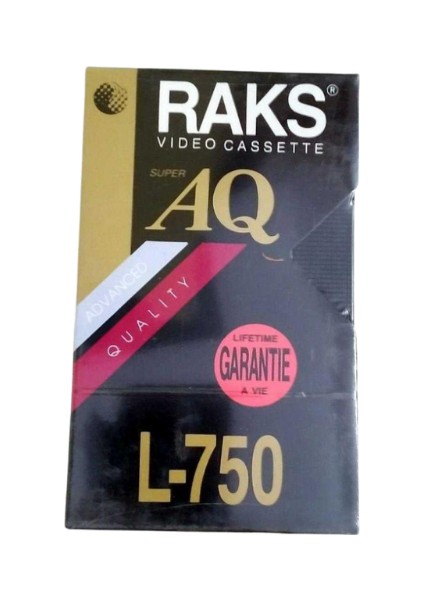 RAKS®
VIDEO CASSETTE
SUPER
AQ
ADVANCED
QUALITY
LIFETIME
GARANTIE
A VIE
L-750